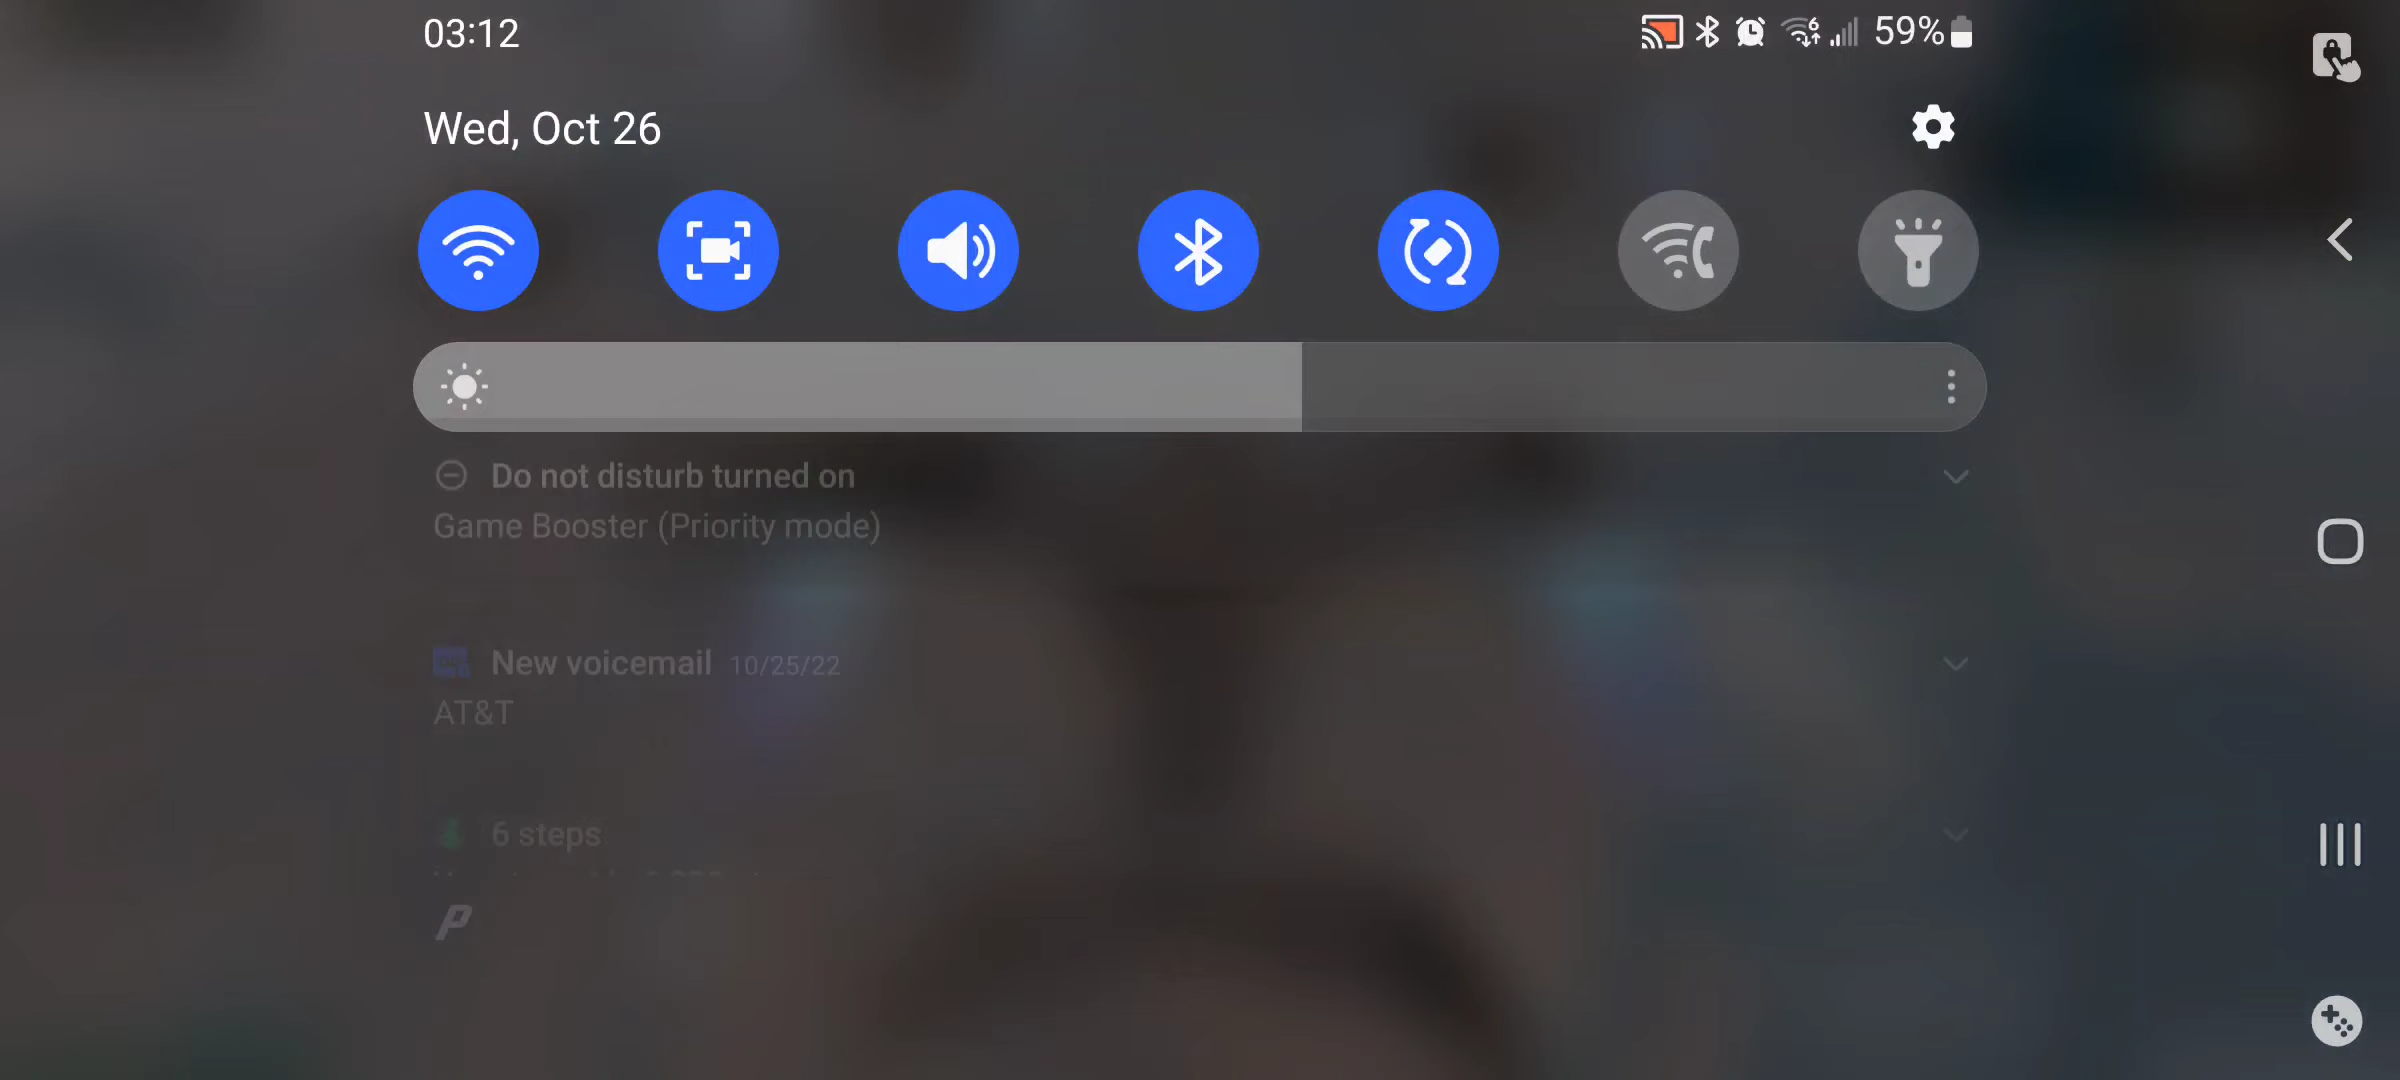 03:12
6
59%
Wed, Oct 26
Do not disturb turned on
Game Booster (Priority mode)
New voicemail 10/25/22
AT&T
6 steps